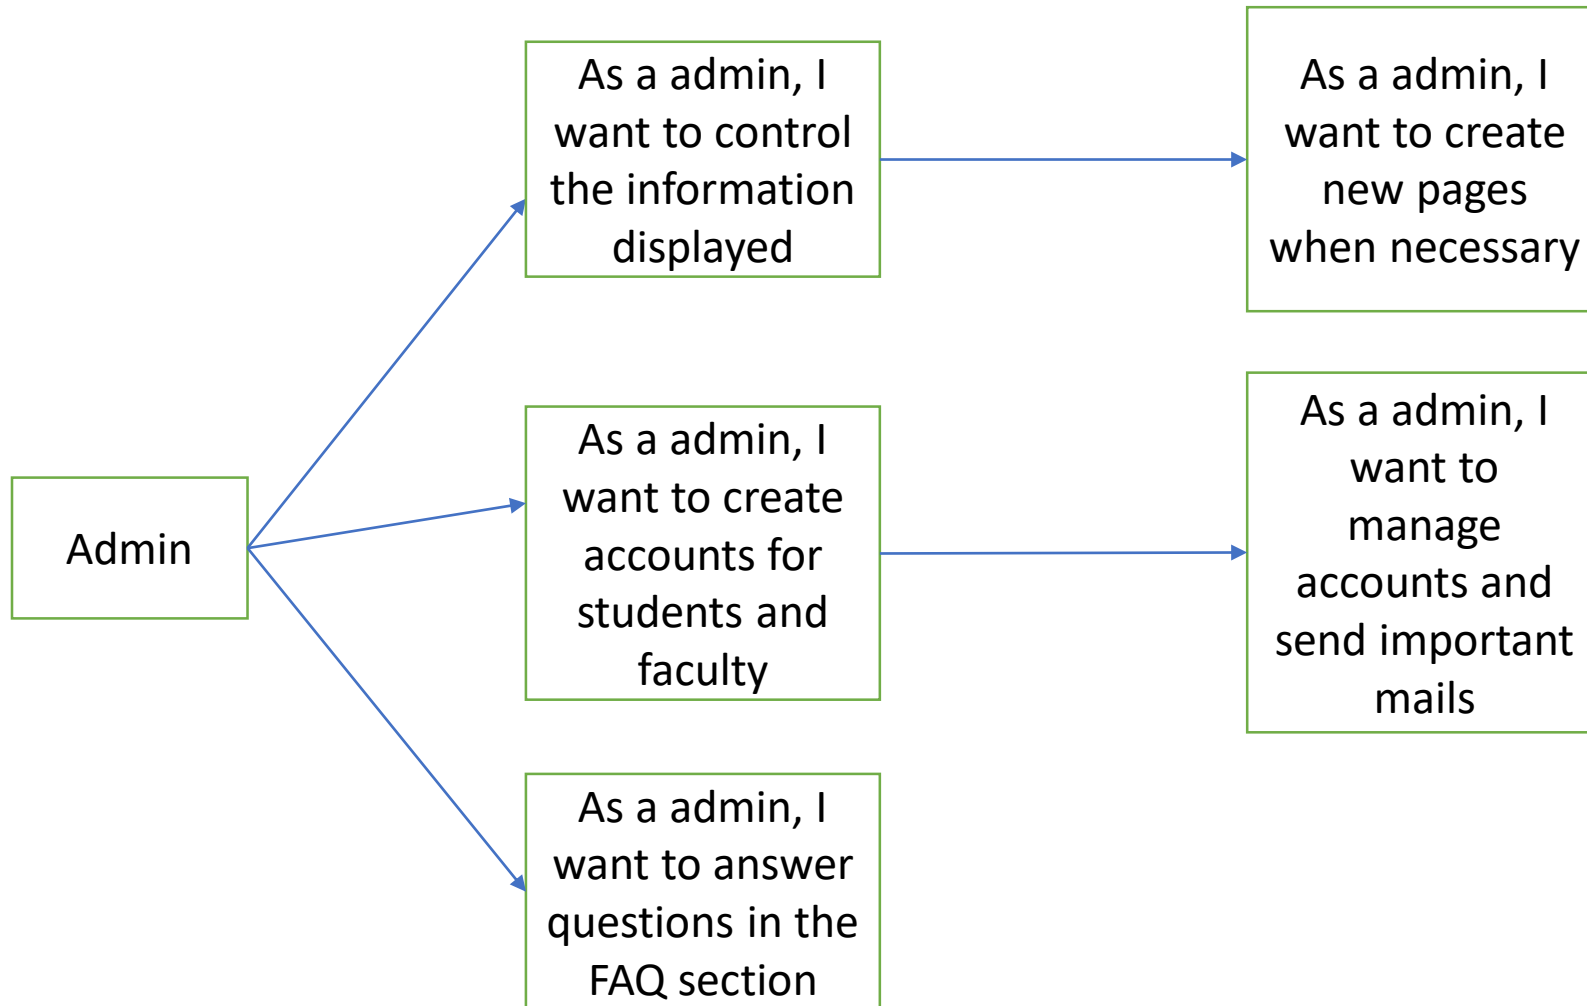 As a admin, I
want to control
the information
displayed
As a admin, I
want to create
new pages
when necessary
Admin
As a admin, I
want to create
accounts for
students and
faculty
As a admin, I
want to
manage
accounts and
send important
mails
As a admin, I
want to answer
questions in the
FAQ section